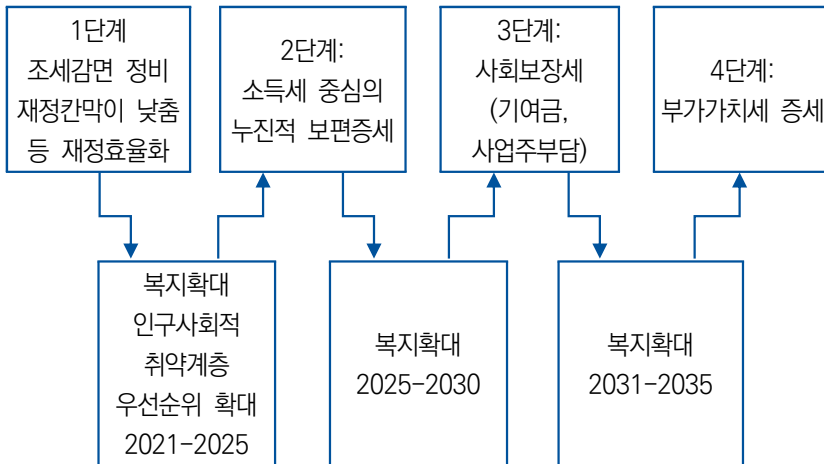 1단계
조세감면 정비
재정칸막이 낮춤
등 재정효율화
2단계:
소득세 중심의
누진적 보편증세
3단계:
사회보장세
(기여금,
사업주부담)
4단계:
부가가치세 증세
복지확대
인구사회적
취약계층
우선순위 확대
2021-2025
복지확대
2025-2030
복지확대
2031-2035